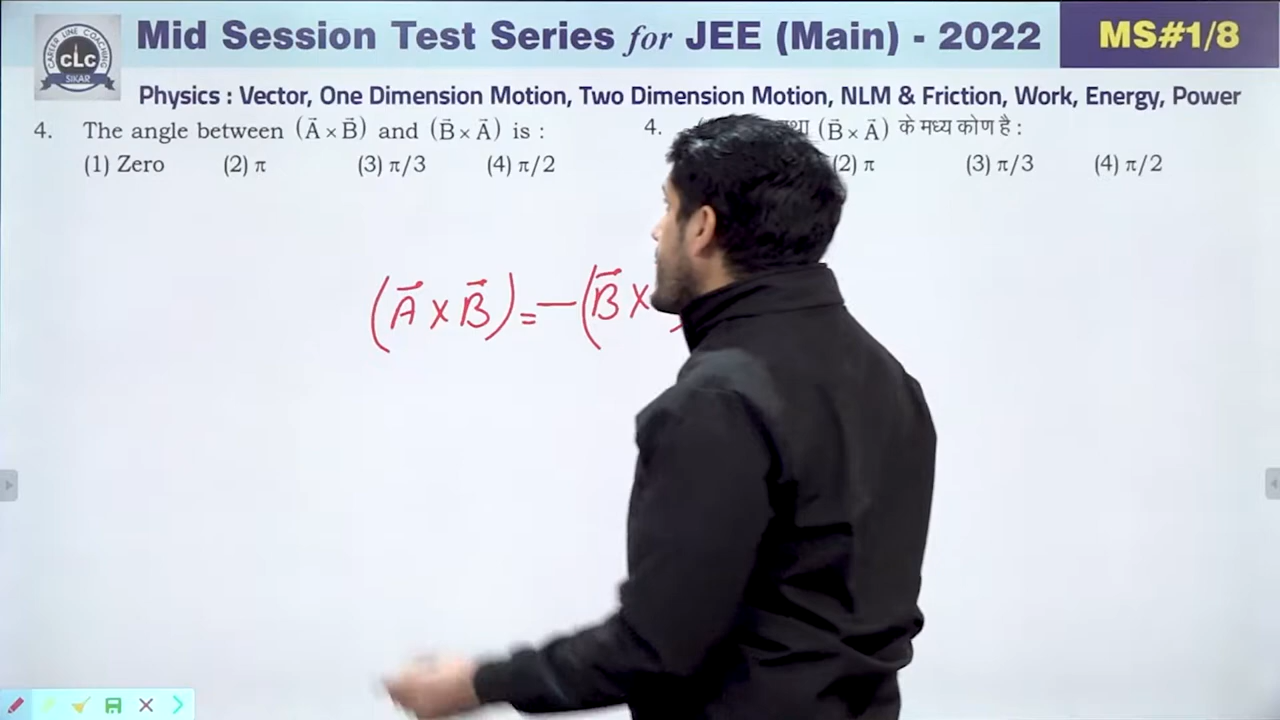 CAREER LINE COACHING
CLC
SIKAR
Mid Session Test Series for JEE (Main) - 2022
MS#1/8
Physics : Vector, One Dimension Motion, Two Dimension Motion, NLM & Friction, Work, Energy, Power
4. The angle between (A⃗ × B⃗) and (B⃗ × A⃗) is :
(1) Zero (2) π (3) π/3 (4) π/2
4. (B⃗ × A⃗) के मध्य कोण है :
(2) π (3) π/3 (4) π/2
(A⃗ × B⃗) = −(B⃗ ×